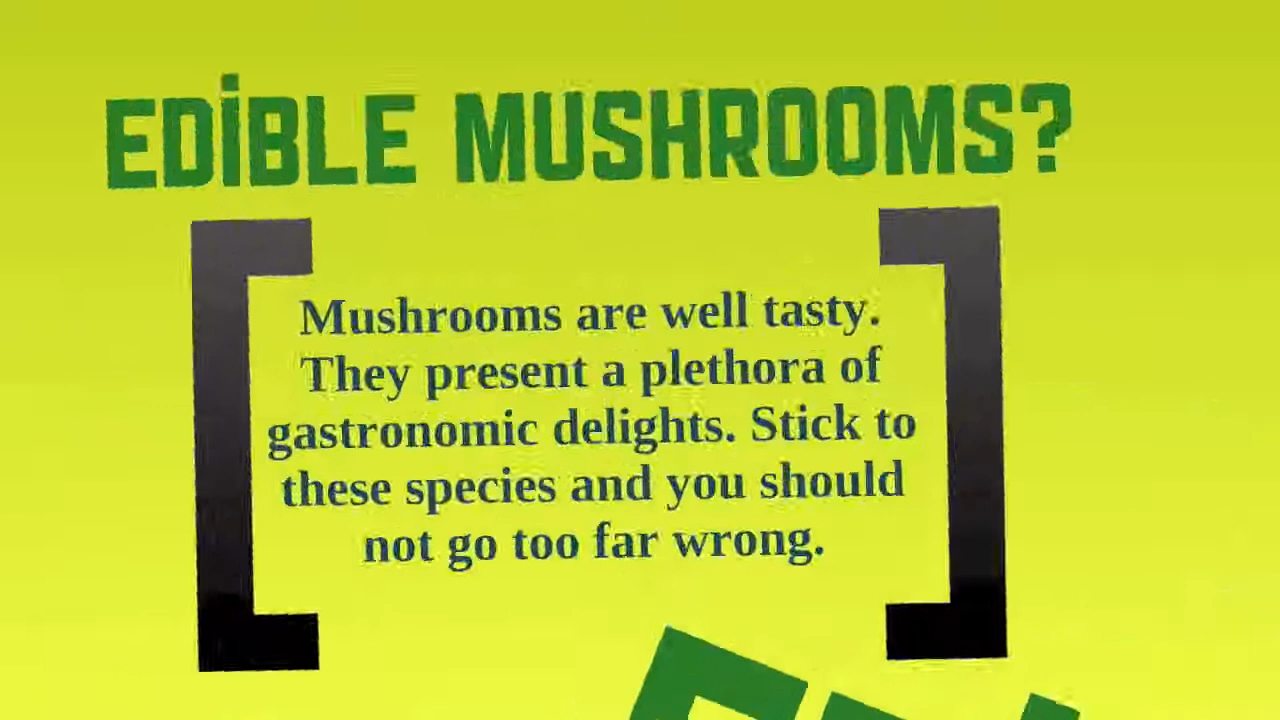 EDİBLE MUSHROOMS?
Mushrooms are well tasty.
They present a plethora of
gastronomic delights. Stick to
these species and you should
not go too far wrong.